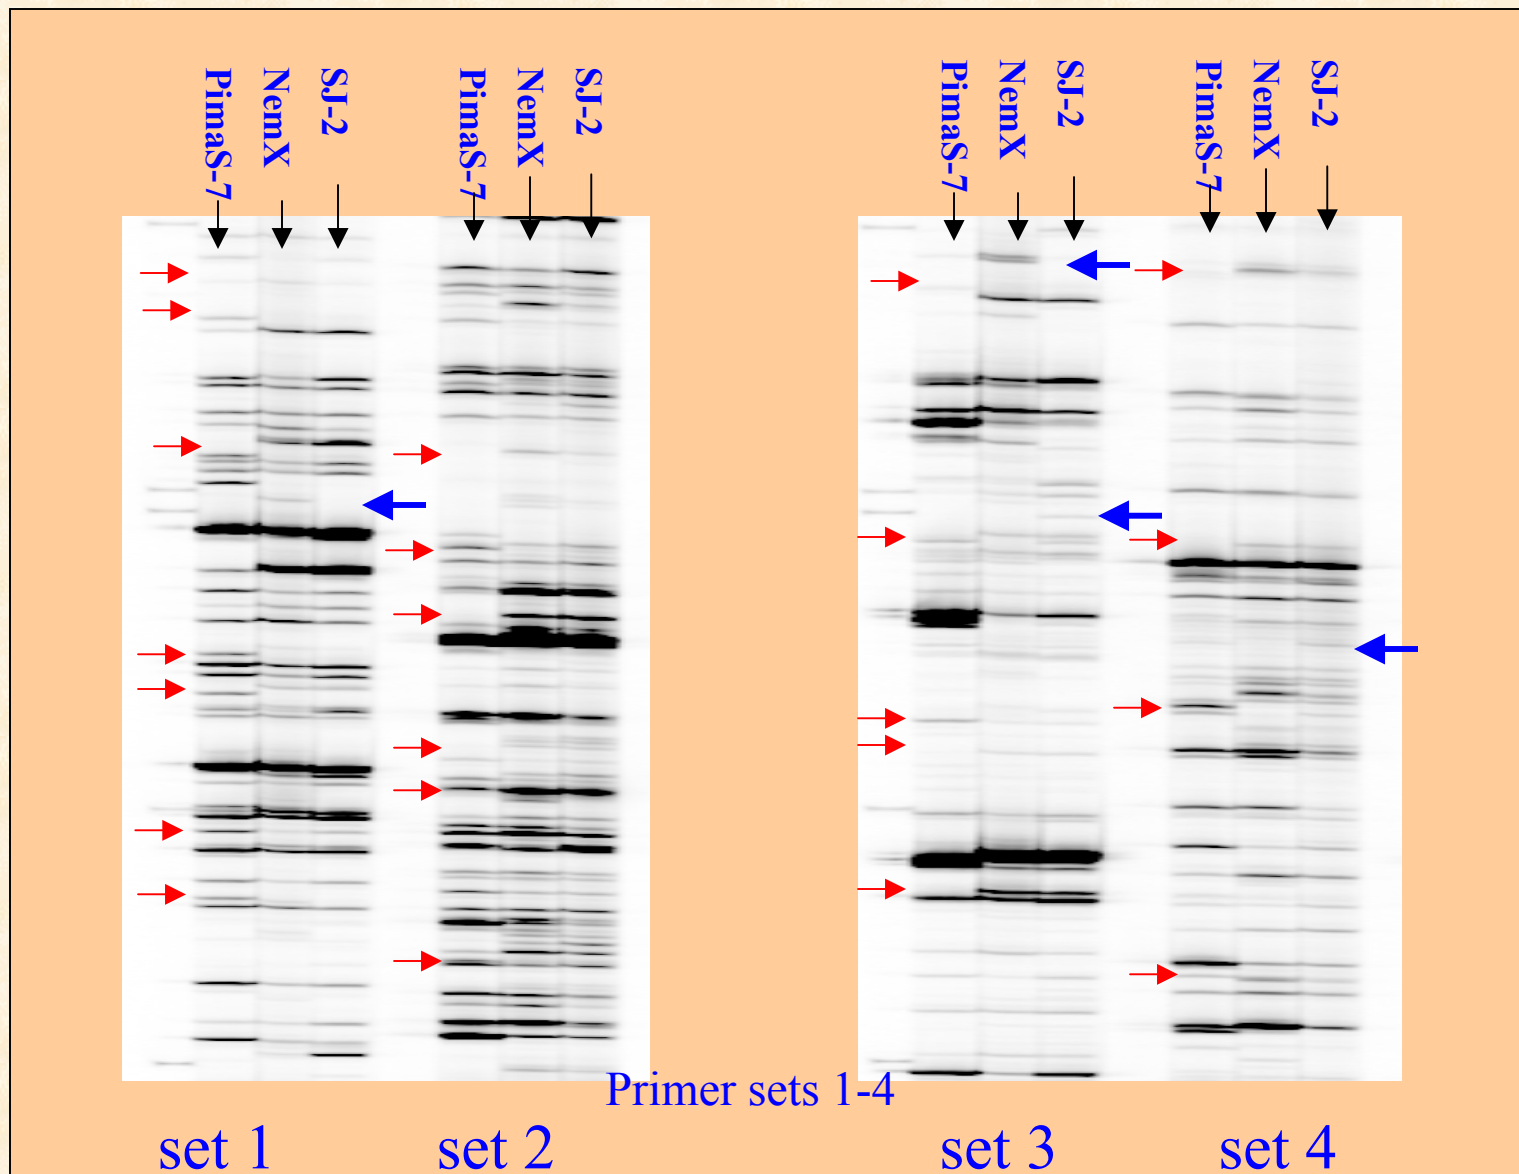 PimaS-7
NemX
SJ-2
PimaS-7
NemX
SJ-2
PimaS-7
NemX
SJ-2
PimaS-7
NemX
SJ-2
Primer sets 1-4
set 1
set 2
set 3
set 4